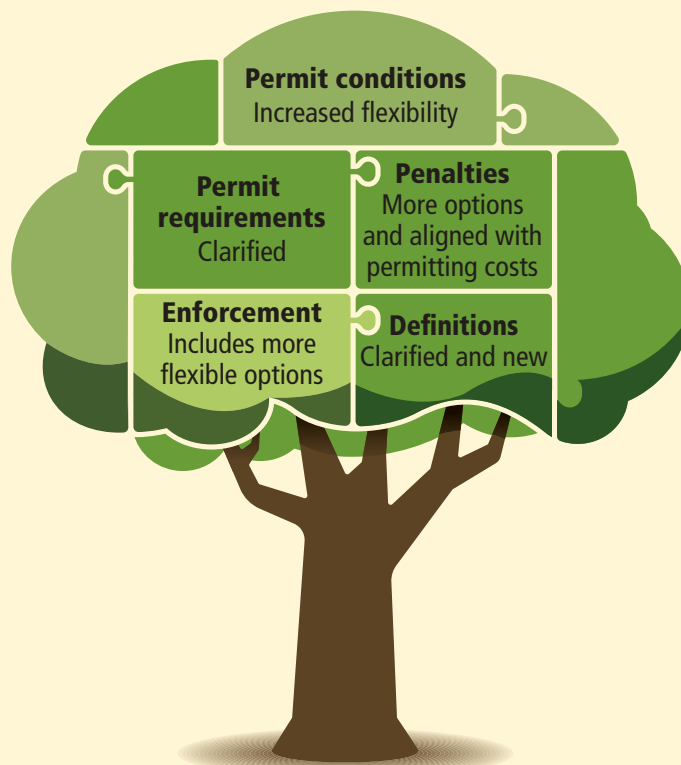 Permit conditions
Increased flexibility
Permit
requirements
Clarified
Penalties
More options
and aligned with
permitting costs
Enforcement
Includes more
flexible options
Definitions
Clarified and new